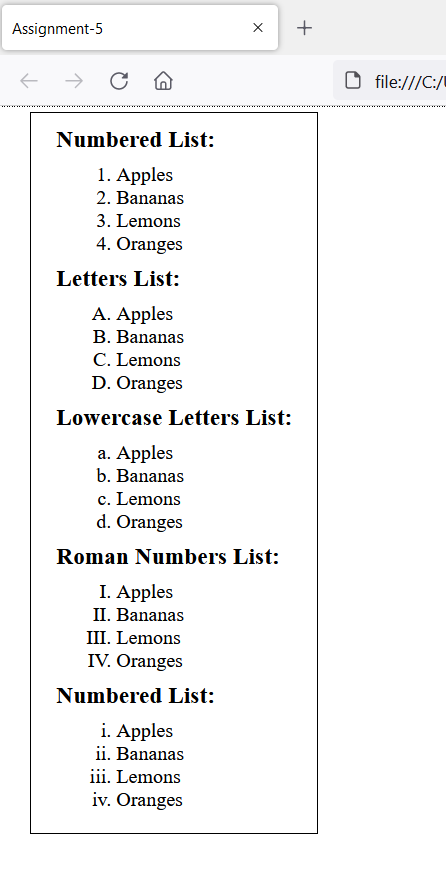 Assignment-5
file:///C:/
Numbered List:
1. Apples
2. Bananas
3. Lemons
4. Oranges
Letters List:
A. Apples
B. Bananas
C. Lemons
D. Oranges
Lowercase Letters List:
a. Apples
b. Bananas
c. Lemons
d. Oranges
Roman Numbers List:
I. Apples
II. Bananas
III. Lemons
IV. Oranges
Numbered List:
i. Apples
ii. Bananas
iii. Lemons
iv. Oranges